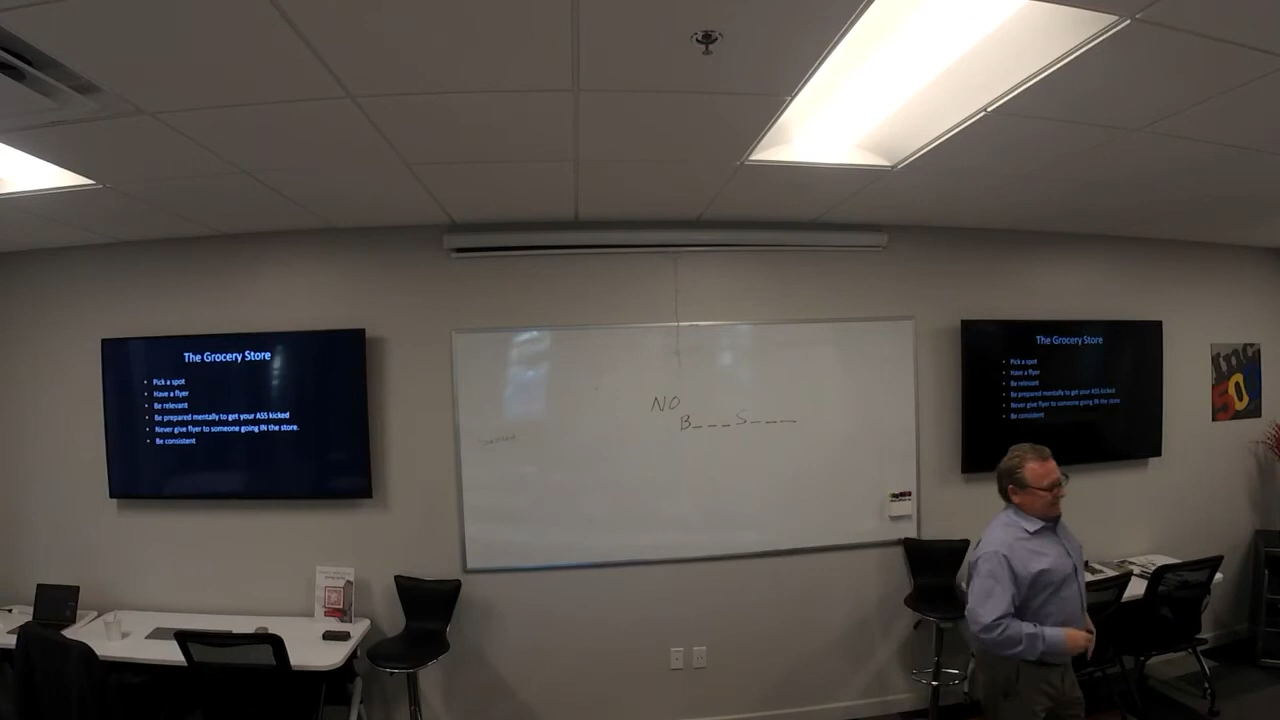 The Grocery Store
• Pick a spot
• Have a flyer
• Be relevant
• Be prepared mentally to get your ASS kicked
• Never give flyer to someone going IN the store.
• Be consistent
NO
B___S___
The Grocery Store
• Pick a spot
• Have a flyer
• Be relevant
• Be prepared mentally to get your ASS kicked
• Never give flyer to someone going IN the store
• Be consistent
50